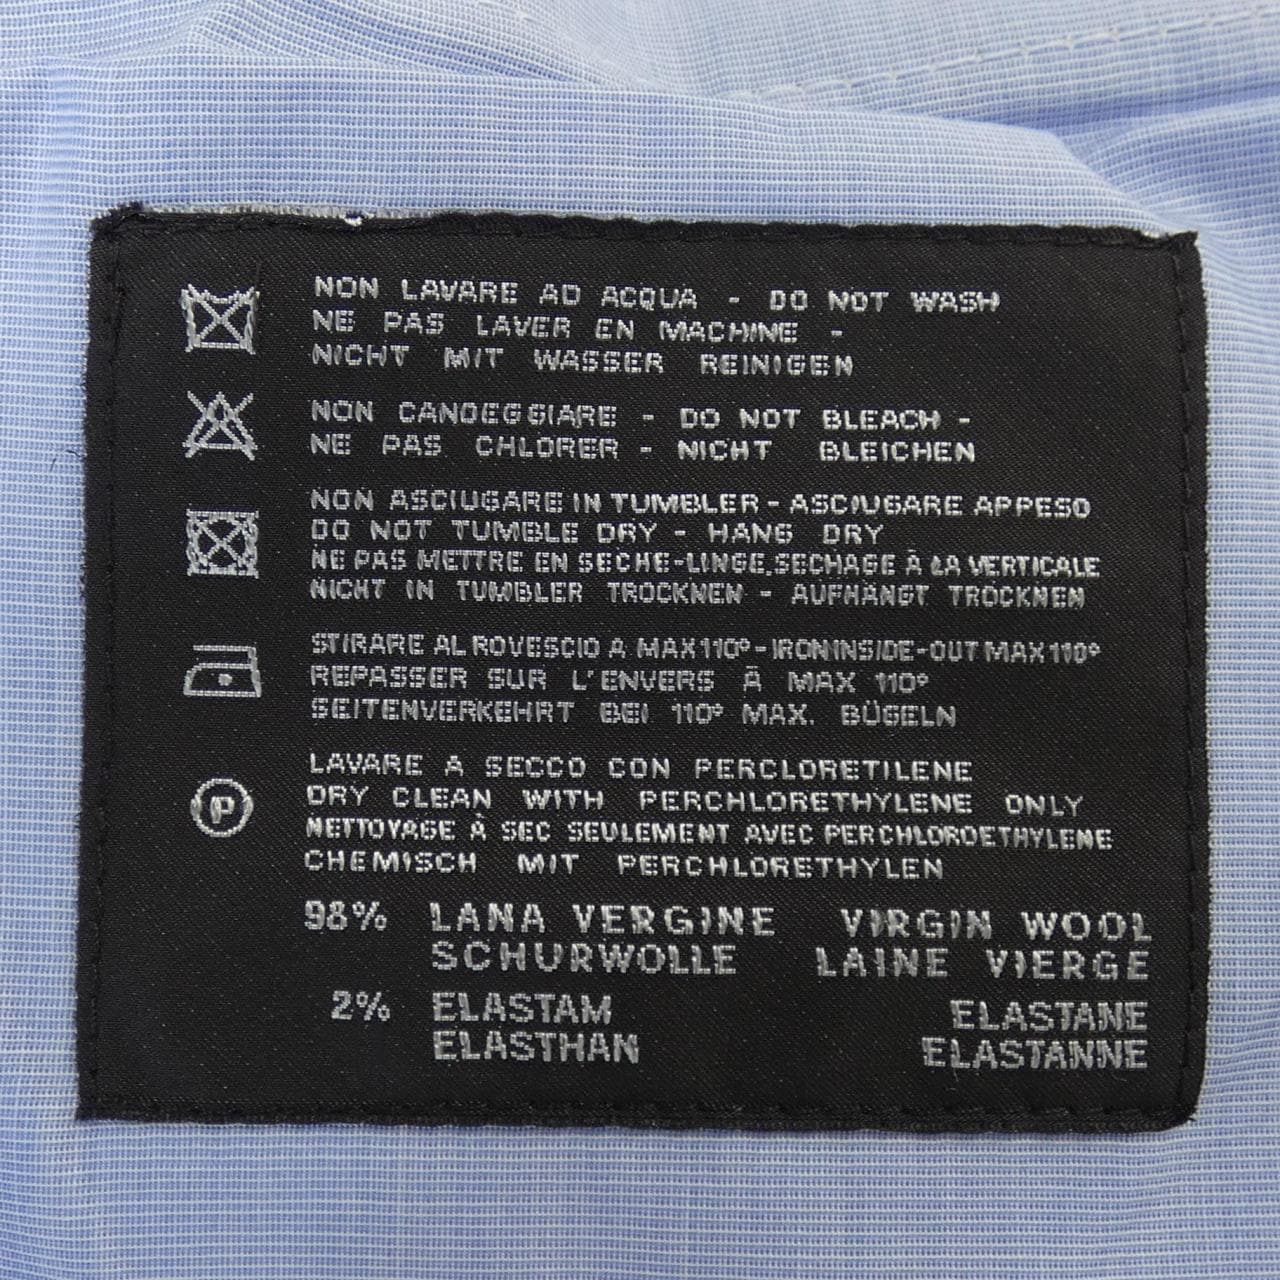 NON LAVARE AD ACQUA - DO NOT WASH
NE PAS LAVER EN MACHINE -
NICHT MIT WASSER REINIGEN
NON CANDEGGIARE - DO NOT BLEACH -
NE PAS CHLORER - NICHT BLEICHEN
NON ASCIUGARE IN TUMBLER - ASCIUGARE APPESO
DO NOT TUMBLE DRY - HANG DRY
NE PAS METTRE EN SECHE-LINGE, SECHAGE À LA VERTICALE
NICHT IN TUMBLER TROCKNEN - AUFHÄNGT TROCKNEN
STIRARE AL ROVESCIO A MAX 110° - IRON INSIDE-OUT MAX 110°
REPASSER SUR L'ENVERS À MAX 110°
SEITENVERKEHRT BEI 110° MAX. BÜGELN
P
LAVARE A SECCO CON PERCLORETILENE
DRY CLEAN WITH PERCHLORETHYLENE ONLY
NETTOYAGE À SEC SEULEMENT AVEC PERCHLOROETHYLENE
CHEMISCH MIT PERCHLORETHYLEN
98% LANA VERGINE VIRGIN WOOL
SCHURWOLLE LAINE VIERGE
2% ELASTAM ELASTANE
ELASTHAN ELASTANNE